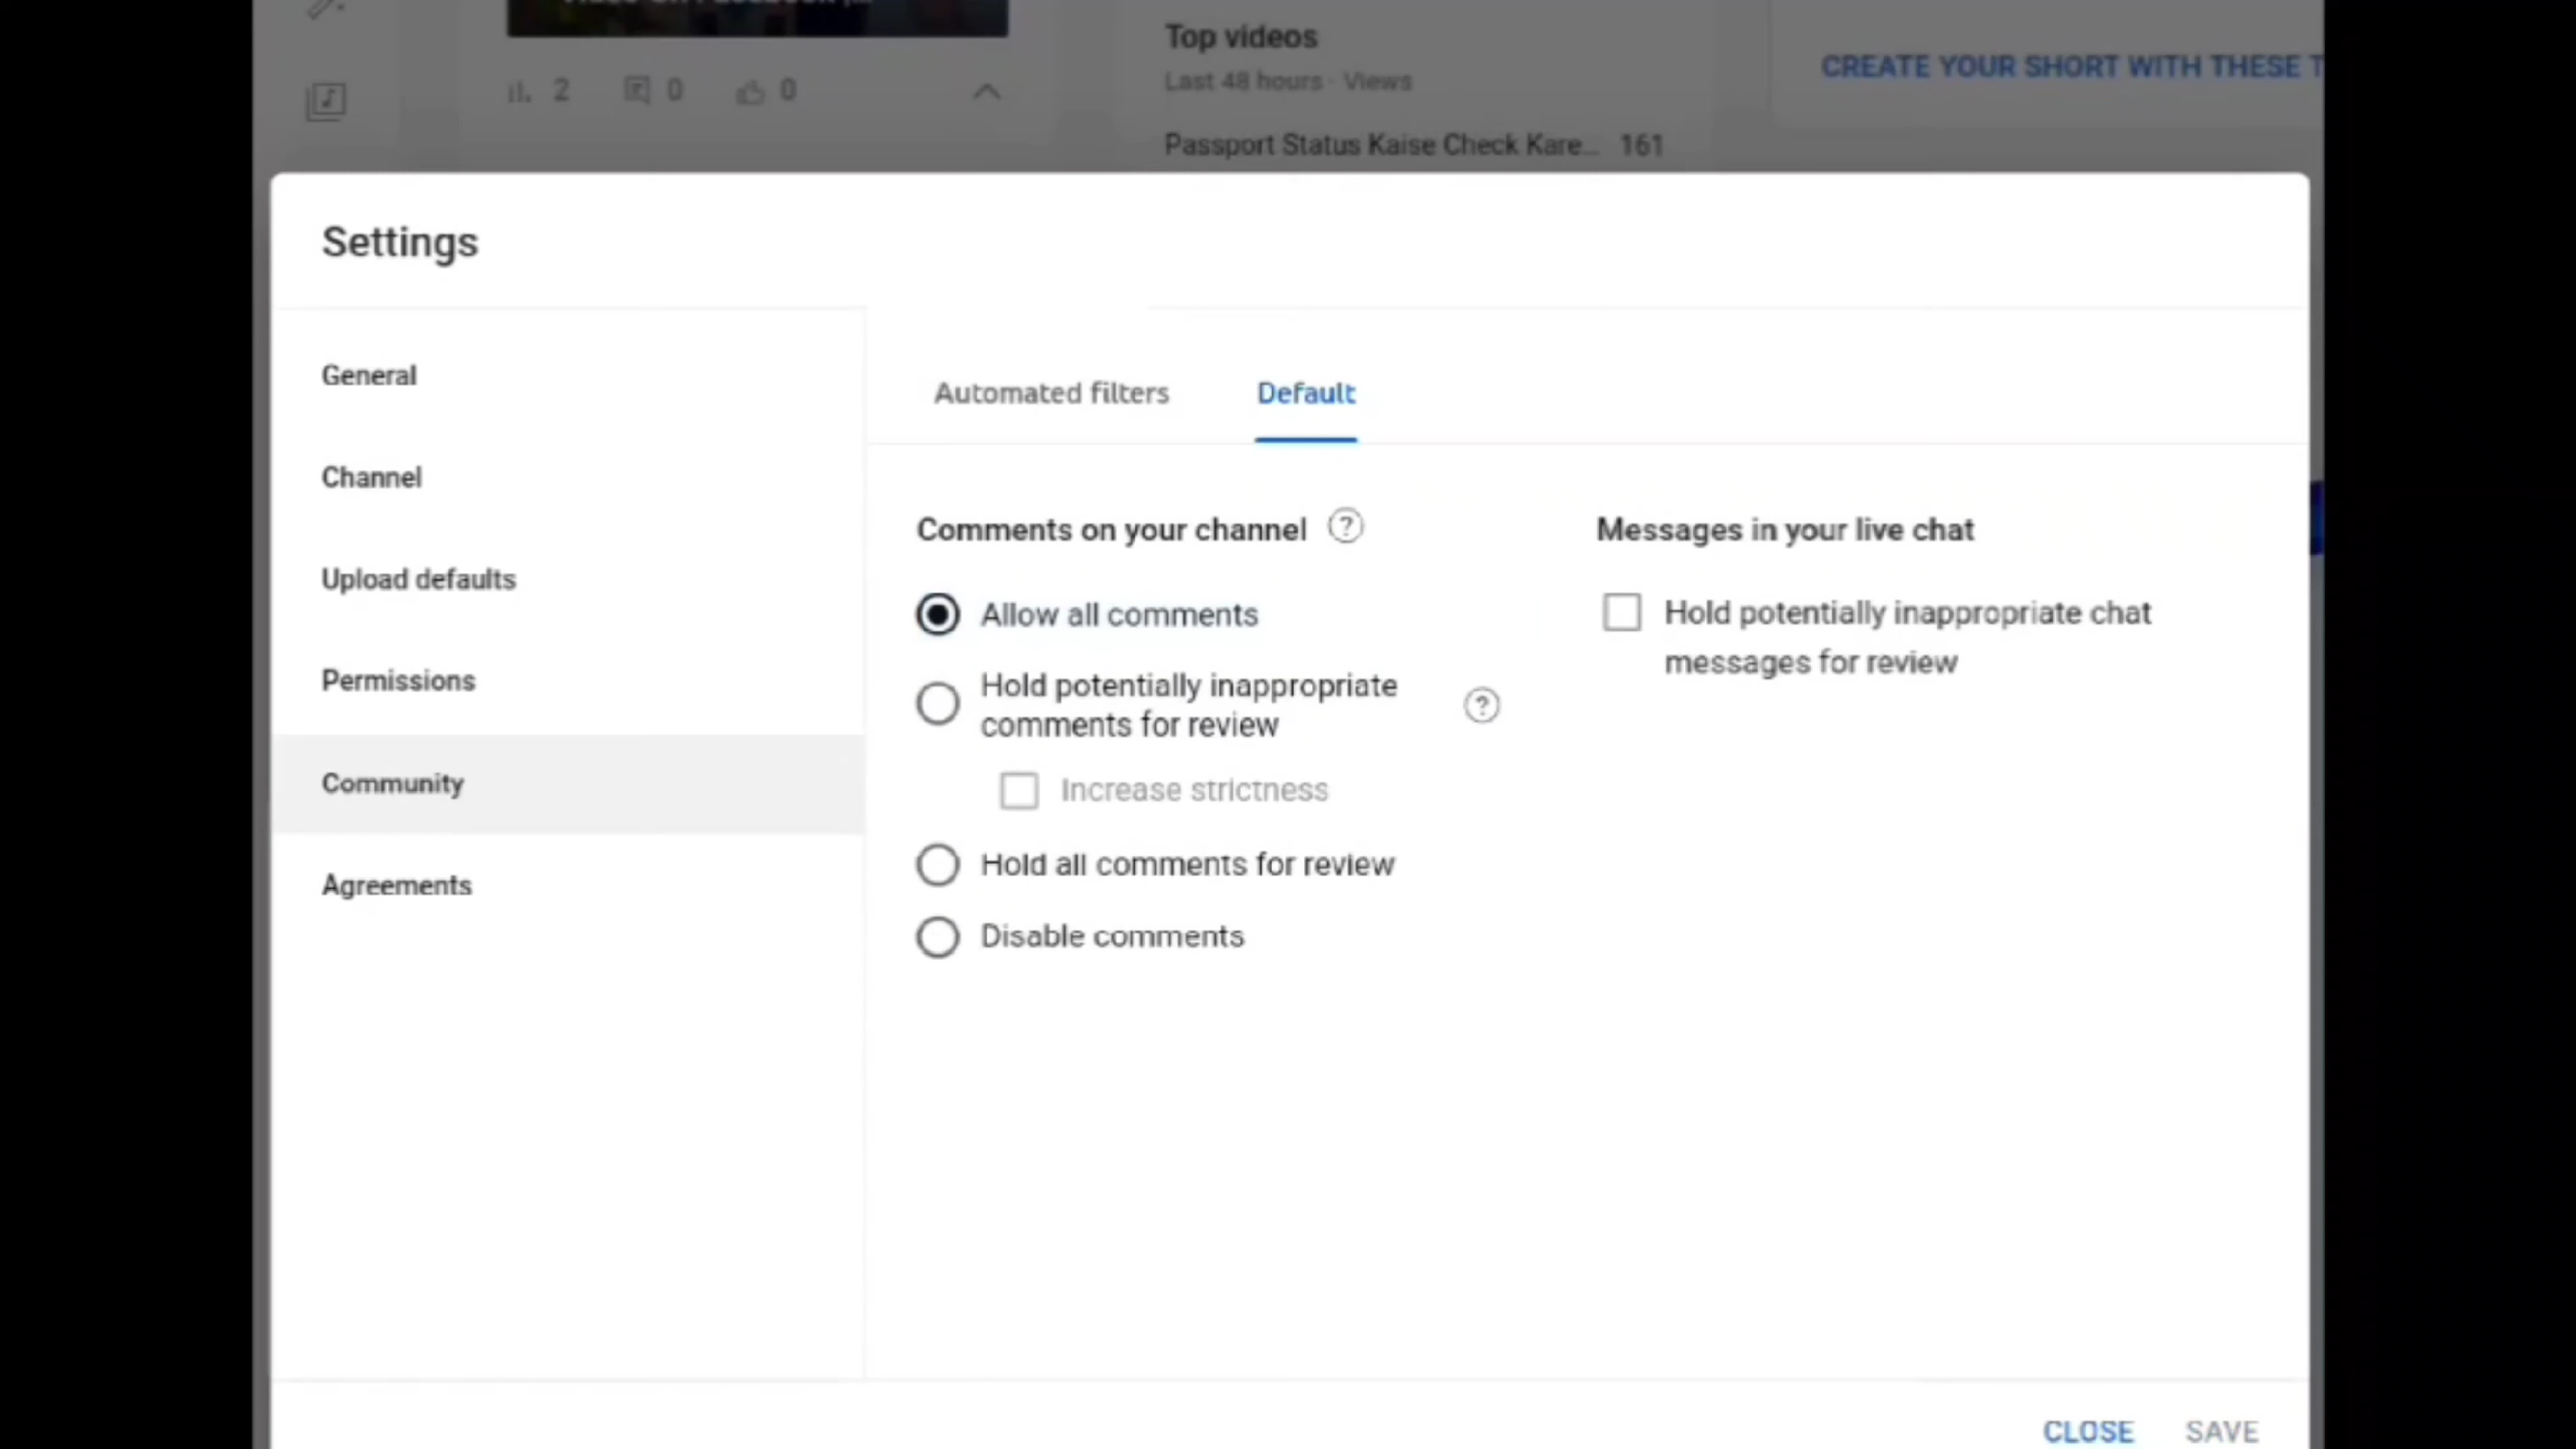 2 0 0
Top videos
Last 48 hours · Views
Passport Status Kaise Check Kare... 161
CREATE YOUR SHORT WITH THESE T
Settings
General
Channel
Upload defaults
Permissions
Community
Agreements
Automated filters
Default
Comments on your channel
Allow all comments
Hold potentially inappropriate
comments for review
Increase strictness
Hold all comments for review
Disable comments
Messages in your live chat
Hold potentially inappropriate chat
messages for review
CLOSE SAVE